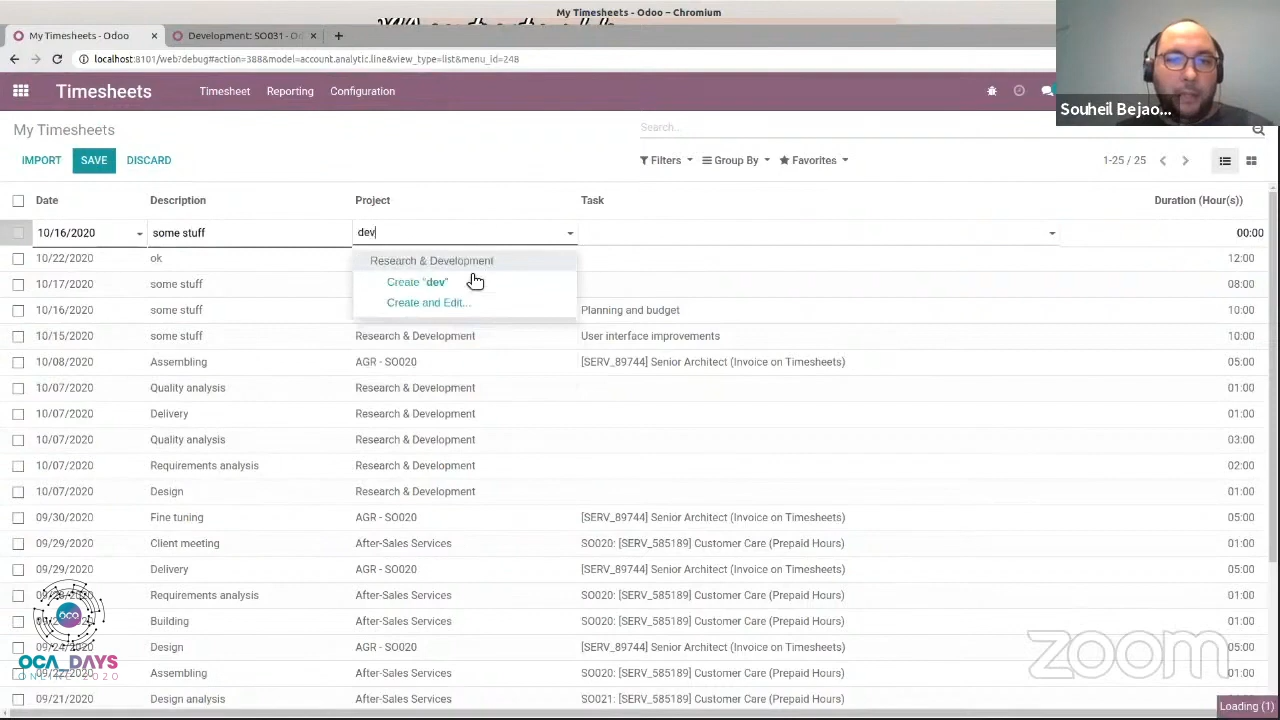 My Timesheets - Odoo – Chromium
My Timesheets - Odoo × Development: SO031 - Odoo × +
localhost:8101/web?debug#action=388&model=account.analytic.line&view_type=list&menu_id=248
Timesheets Timesheet Reporting Configuration
Souheil Bejao...
My Timesheets Search...
IMPORT SAVE DISCARD Filters Group By Favorites 1-25 / 25
Date Description Project Task Duration (Hour(s))
10/16/2020 some stuff dev 00:00
Research & Development
Create "dev"
Create and Edit...
10/22/2020 ok 12:00
10/17/2020 some stuff 08:00
10/16/2020 some stuff Planning and budget 10:00
10/15/2020 some stuff Research & Development User interface improvements 10:00
10/08/2020 Assembling AGR - SO020 [SERV_89744] Senior Architect (Invoice on Timesheets) 05:00
10/07/2020 Quality analysis Research & Development 01:00
10/07/2020 Delivery Research & Development 01:00
10/07/2020 Quality analysis Research & Development 03:00
10/07/2020 Requirements analysis Research & Development 02:00
10/07/2020 Design Research & Development 01:00
09/30/2020 Fine tuning AGR - SO020 [SERV_89744] Senior Architect (Invoice on Timesheets) 05:00
09/29/2020 Client meeting After-Sales Services SO020: [SERV_585189] Customer Care (Prepaid Hours) 01:00
09/29/2020 Delivery AGR - SO020 [SERV_89744] Senior Architect (Invoice on Timesheets) 05:00
Requirements analysis After-Sales Services SO020: [SERV_585189] Customer Care (Prepaid Hours) 01:00
Building After-Sales Services SO020: [SERV_585189] Customer Care (Prepaid Hours) 01:00
Design AGR - SO020 [SERV_89744] Senior Architect (Invoice on Timesheets) 05:00
Assembling After-Sales Services SO020: [SERV_585189] Customer Care (Prepaid Hours) 01:00
09/21/2020 Design analysis After-Sales Services SO021: [SERV_585189] Customer Care (Prepaid Hours) 01:00
OCA
OCA_DAYS
ONLINE 2020
zoom
Loading (1)